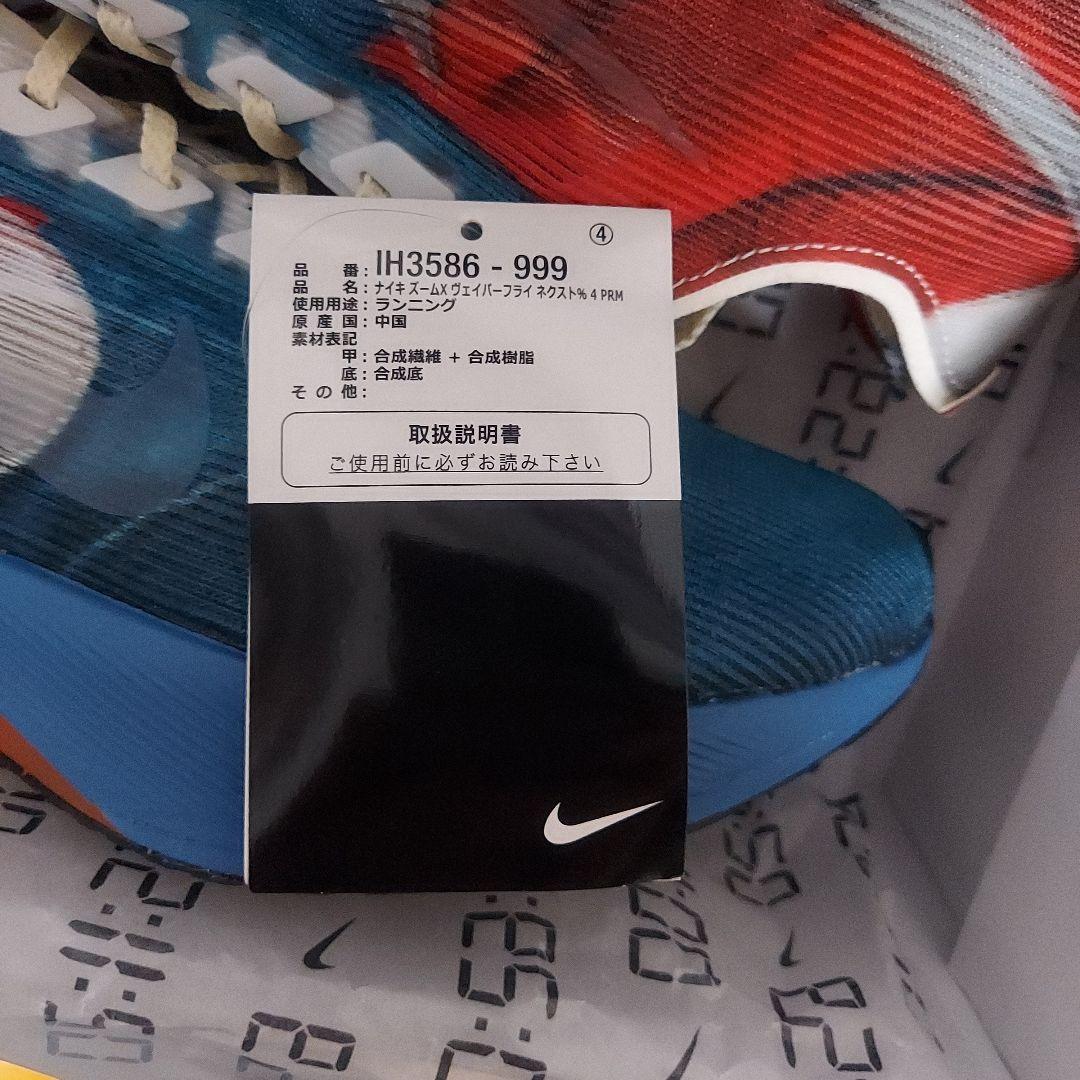 ④
品番：IH3586 - 999
品名：ナイキ ズームX ヴェイパーフライ ネクスト% 4 PRM
使用用途：ランニング
原産国：中国
素材表記
甲：合成繊維 + 合成樹脂
底：合成底
その他：
取扱説明書
ご使用前に必ずお読み下さい